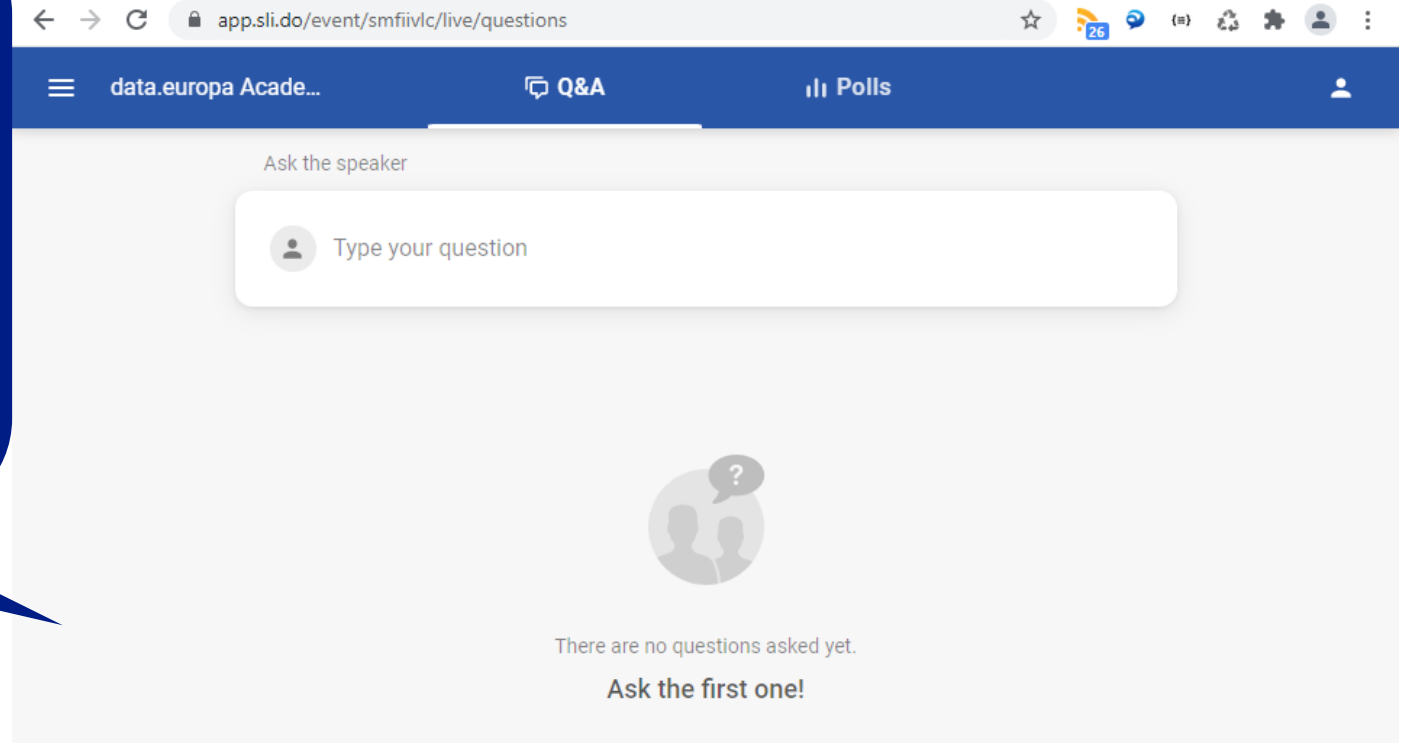 app.sli.do/event/smfiivlc/live/questions
26
data.europa Acade...
Q&A
Polls
Ask the speaker
Type your question
?
There are no questions asked yet.
Ask the first one!